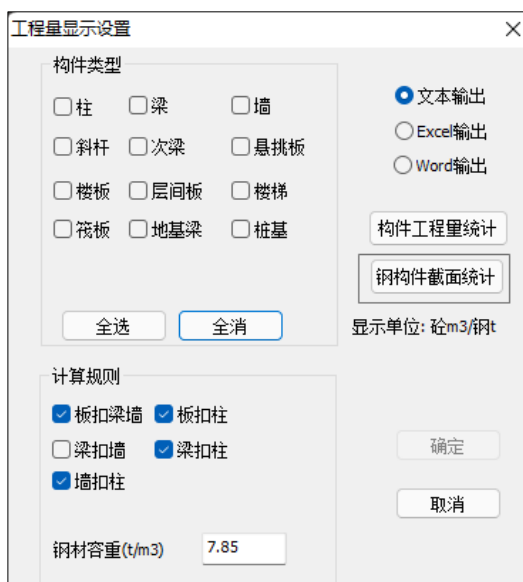 工程量显示设置
构件类型
柱 梁 墙
斜杆 次梁 悬挑板
楼板 层间板 楼梯
筏板 地基梁 桩基
全选 全消
文本输出
Excel输出
Word输出
构件工程量统计
钢构件截面统计
显示单位: 砼m3/钢t
计算规则
板扣梁墙 板扣柱
梁扣墙 梁扣柱
墙扣柱
钢材容重(t/m3) 7.85
确定
取消